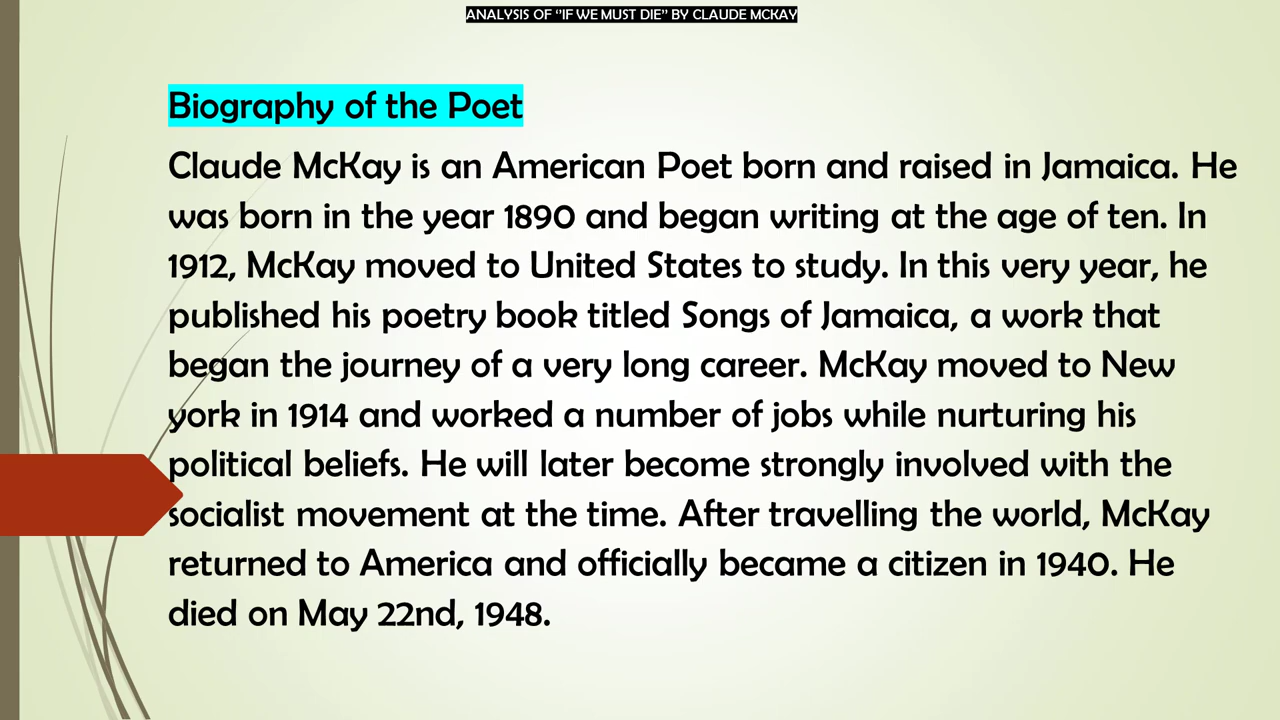 ANALYSIS OF “IF WE MUST DIE” BY CLAUDE MCKAY
Biography of the Poet
Claude McKay is an American Poet born and raised in Jamaica. He
was born in the year 1890 and began writing at the age of ten. In
1912, McKay moved to United States to study. In this very year, he
published his poetry book titled Songs of Jamaica, a work that
began the journey of a very long career. McKay moved to New
york in 1914 and worked a number of jobs while nurturing his
political beliefs. He will later become strongly involved with the
socialist movement at the time. After travelling the world, McKay
returned to America and officially became a citizen in 1940. He
died on May 22nd, 1948.